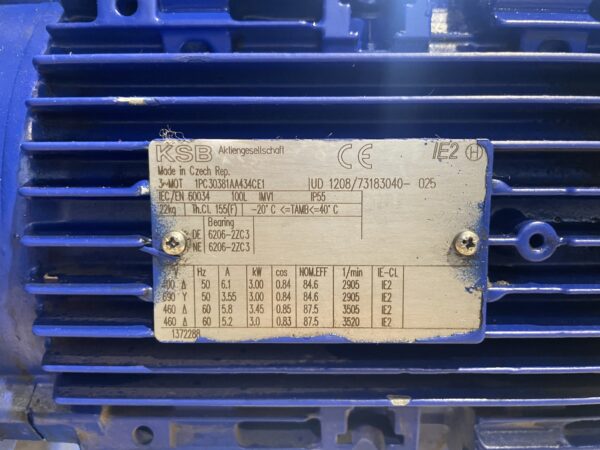 KSB Aktiengesellschaft CE IE2 H
Made in Czech Rep.
3~MOT 1PC30381AA434CE1 UD 1208/73183040- 025
IEC/EN 60034 100L IMV1 IP55
22kg Th.Cl. 155(F) -20° C <=TAMB<=40° C
Bearing
DE 6206-2ZC3
NE 6206-2ZC3
V Hz A kW cos NOM.EFF 1/min IE-CL
400 Δ 50 6.1 3.00 0.84 84.6 2905 IE2
690 Y 50 3.55 3.00 0.84 84.6 2905 IE2
460 Δ 60 5.8 3.45 0.85 87.5 3505 IE2
460 Δ 60 5.2 3.0 0.83 87.5 3520 IE2
1372288